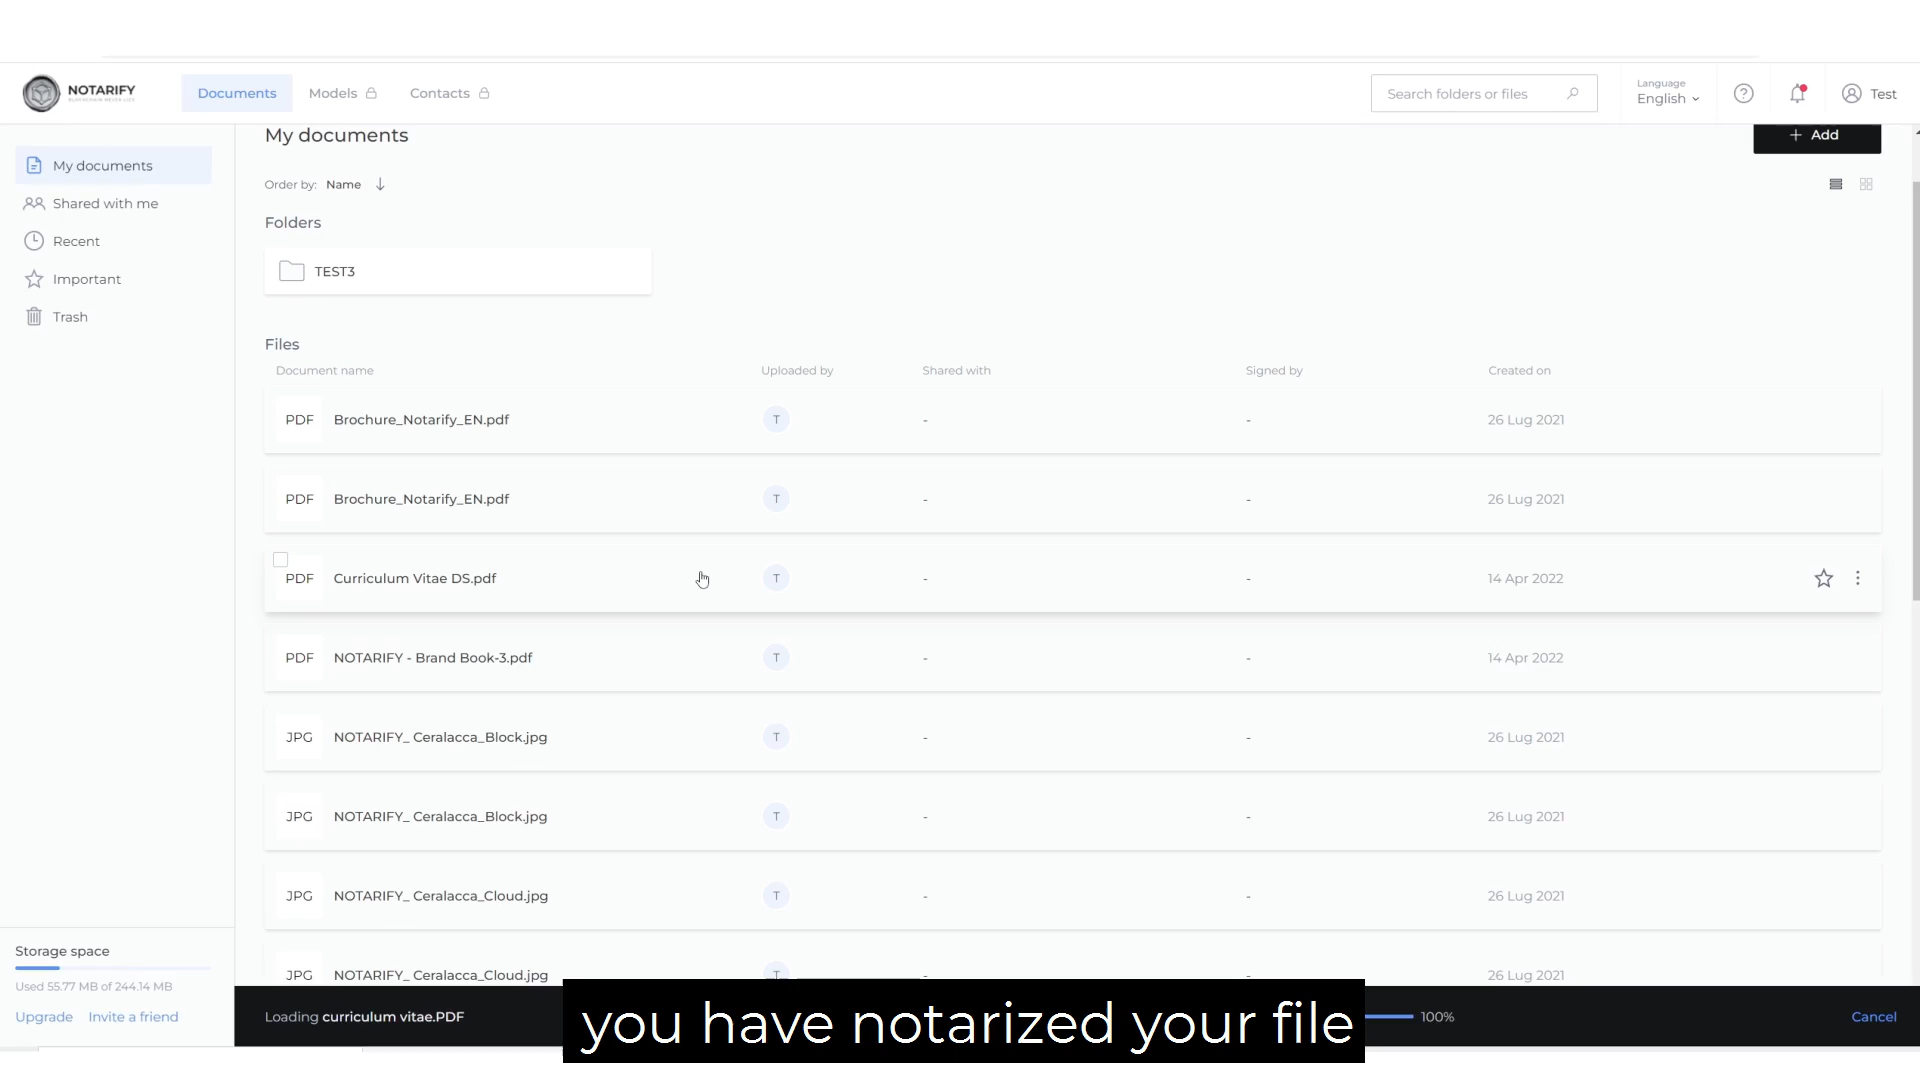 NOTARIFY
BLOCKCHAIN NEVER LIES
Documents
Models
Contacts
Search folders or files
Language
English
Test
My documents
Shared with me
Recent
Important
Trash
My documents
+ Add
Order by: Name
Folders
TEST3
Files
Document name Uploaded by Shared with Signed by Created on
PDF Brochure_Notarify_EN.pdf T - - 26 Lug 2021
PDF Brochure_Notarify_EN.pdf T - - 26 Lug 2021
PDF Curriculum Vitae DS.pdf T - - 14 Apr 2022
PDF NOTARIFY - Brand Book-3.pdf T - - 14 Apr 2022
JPG NOTARIFY_ Ceralacca_Block.jpg T - - 26 Lug 2021
JPG NOTARIFY_ Ceralacca_Block.jpg T - - 26 Lug 2021
JPG NOTARIFY_ Ceralacca_Cloud.jpg T - - 26 Lug 2021
JPG NOTARIFY_ Ceralacca_Cloud.jpg T - - 26 Lug 2021
Storage space
Used 55.77 MB of 244.14 MB
Upgrade Invite a friend
Loading curriculum vitae.PDF
you have notarized your file
100%
Cancel